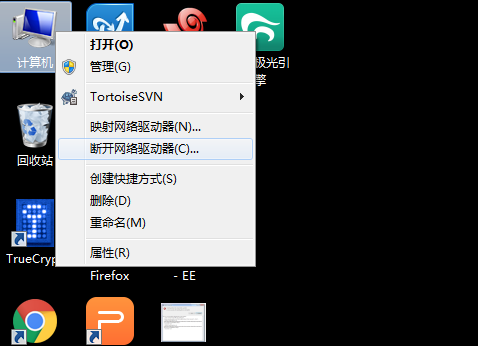 打开(O)
管理(G)
TortoiseSVN
映射网络驱动器(N)...
断开网络驱动器(C)...
创建快捷方式(S)
删除(D)
重命名(M)
属性(R)
计算机
极光引
擎
回收站
TrueCryp
Firefox
- EE